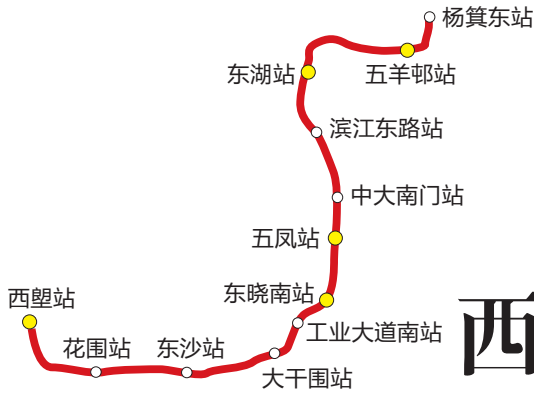 杨箕东站
五羊邨站
东湖站
滨江东路站
中大南门站
五凤站
东晓南站
工业大道南站
大干围站
东沙站
花围站
西塱站
西